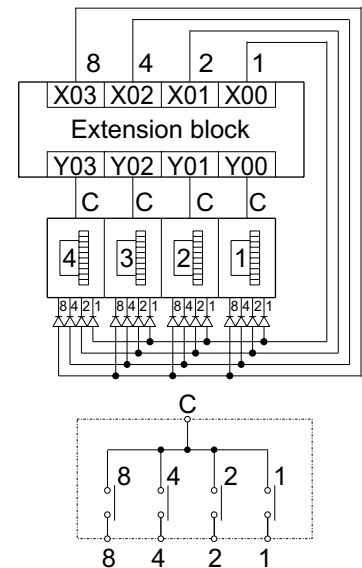 8 4 2 1
X03 X02 X01 X00
Extension block
Y03 Y02 Y01 Y00
C C C C
4 3 2 1
8 4 2 1 8 4 2 1 8 4 2 1 8 4 2 1
C
8 4 2 1
8 4 2 1